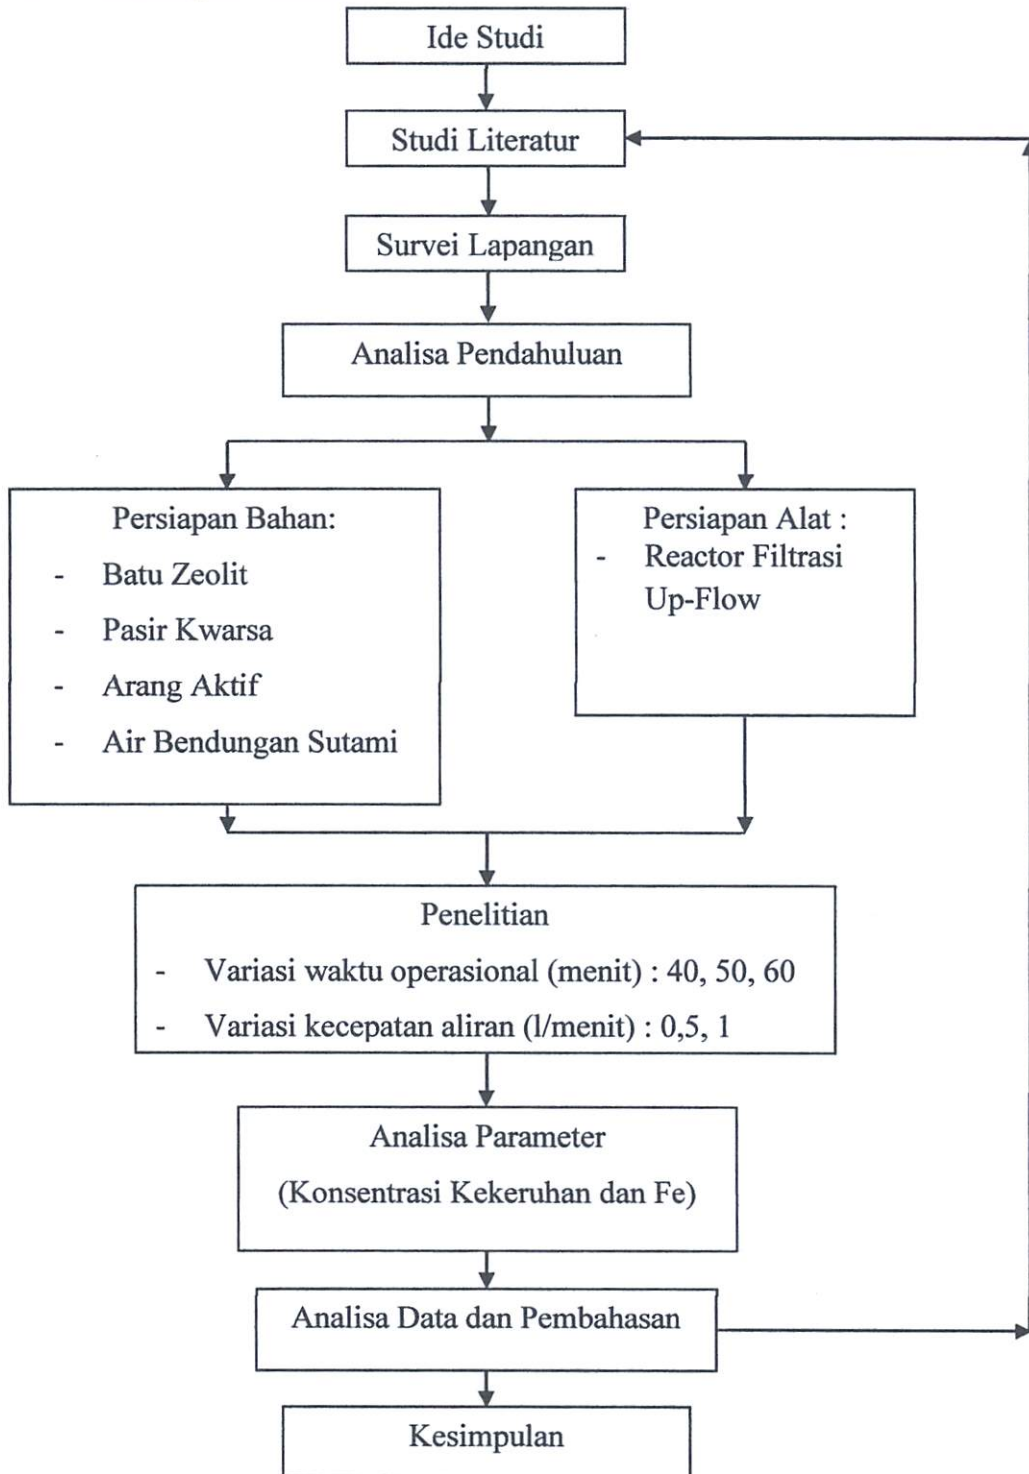 Ide Studi
Studi Literatur
Survei Lapangan
Analisa Pendahuluan
Persiapan Bahan:
- Batu Zeolit
- Pasir Kwarsa
- Arang Aktif
- Air Bendungan Sutami
Persiapan Alat :
- Reactor Filtrasi
Up-Flow
Penelitian
- Variasi waktu operasional (menit) : 40, 50, 60
- Variasi kecepatan aliran (l/menit) : 0,5, 1
Analisa Parameter
(Konsentrasi Kekeruhan dan Fe)
Analisa Data dan Pembahasan
Kesimpulan